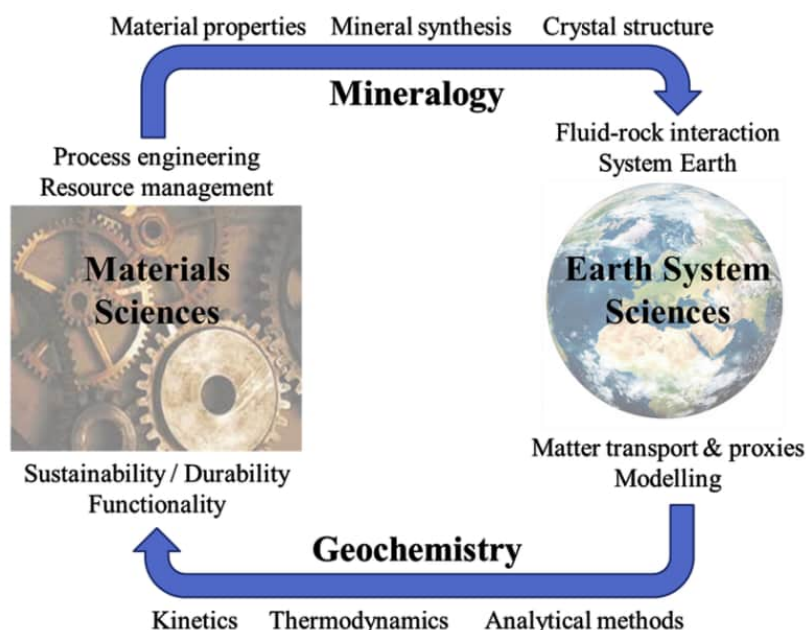 Material properties Mineral synthesis Crystal structure
Mineralogy
Process engineering
Resource management
Fluid-rock interaction
System Earth
Materials
Sciences
Earth System
Sciences
Sustainability / Durability
Functionality
Matter transport & proxies
Modelling
Geochemistry
Kinetics Thermodynamics Analytical methods